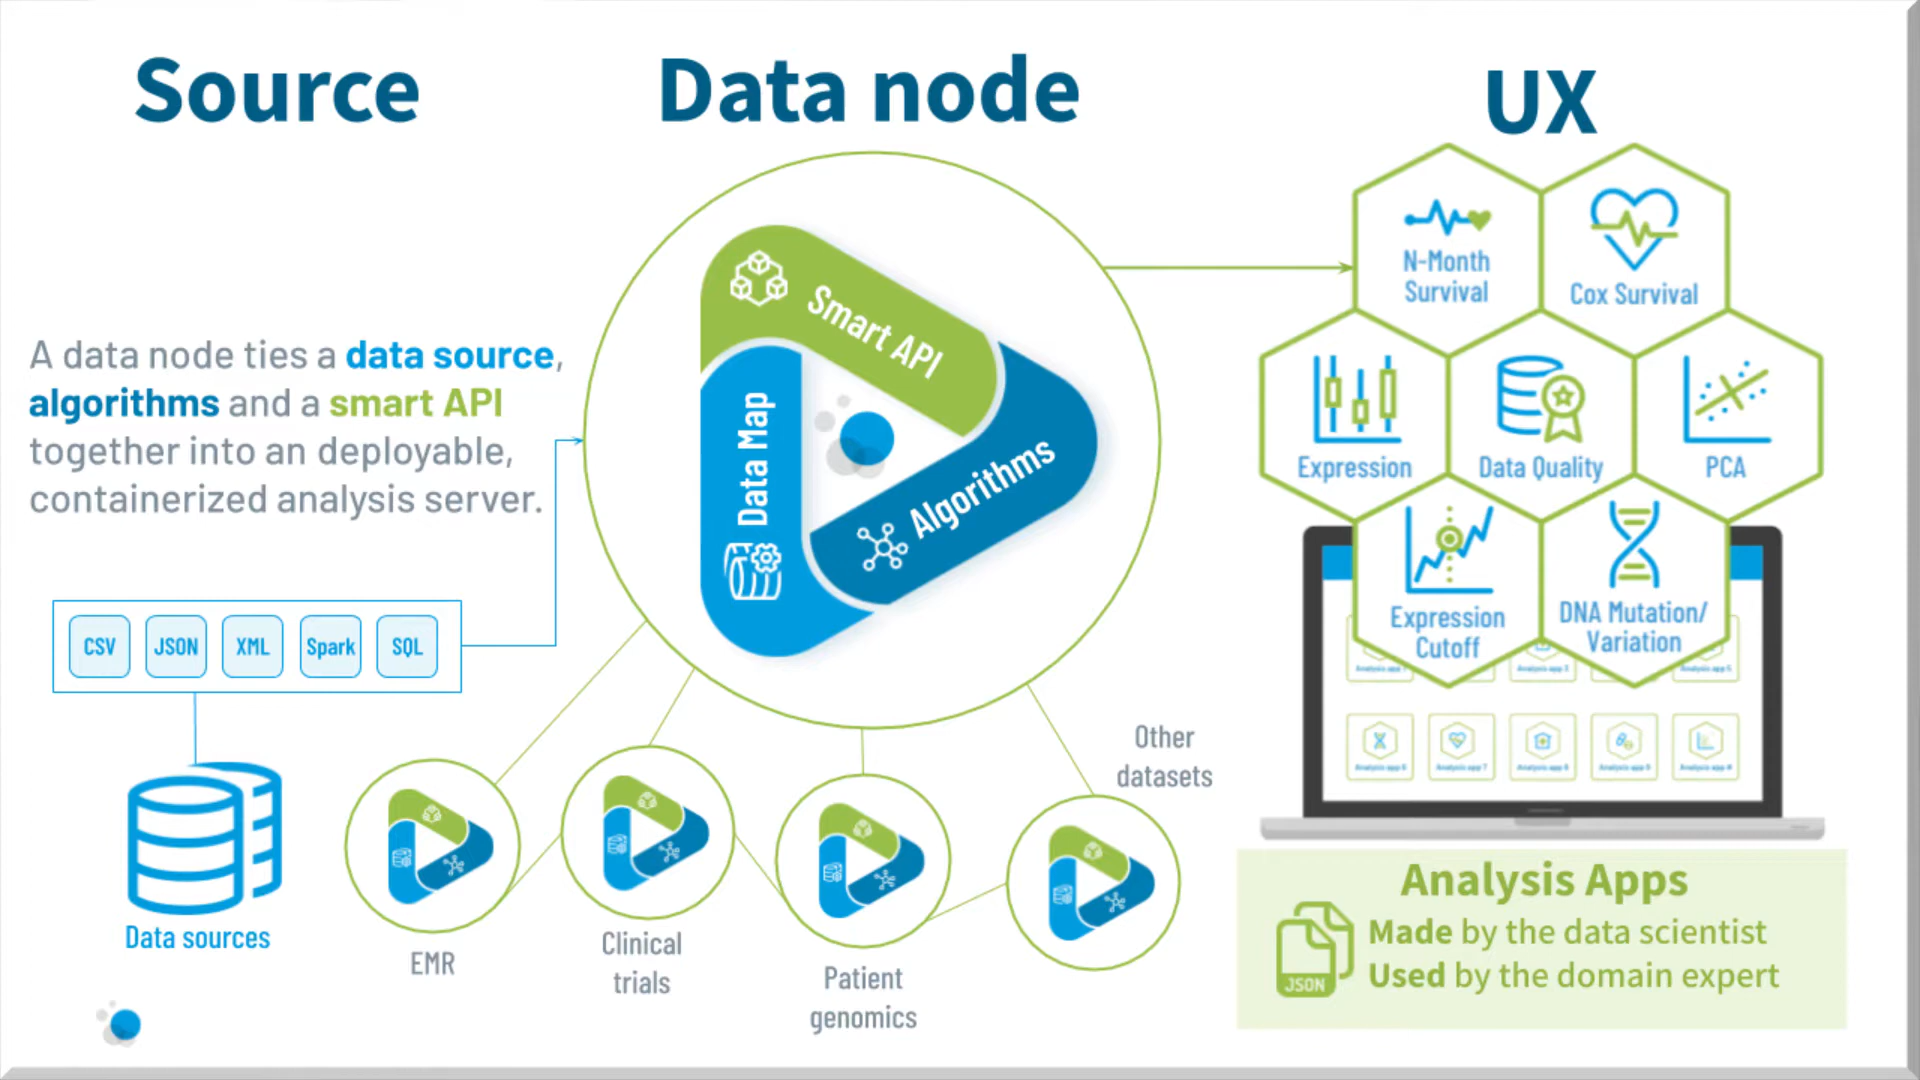 Source
Data node
UX
A data node ties a data source,
algorithms and a smart API
together into an deployable,
containerized analysis server.
CSV
JSON
XML
Spark
SQL
Data sources
Smart API
Data Map
Algorithms
EMR
Clinical
trials
Patient
genomics
Other
datasets
N-Month
Survival
Cox Survival
Expression
Data Quality
PCA
Expression
Cutoff
DNA Mutation/
Variation
Analysis app 7
Analysis Apps
JSON
Made by the data scientist
Used by the domain expert